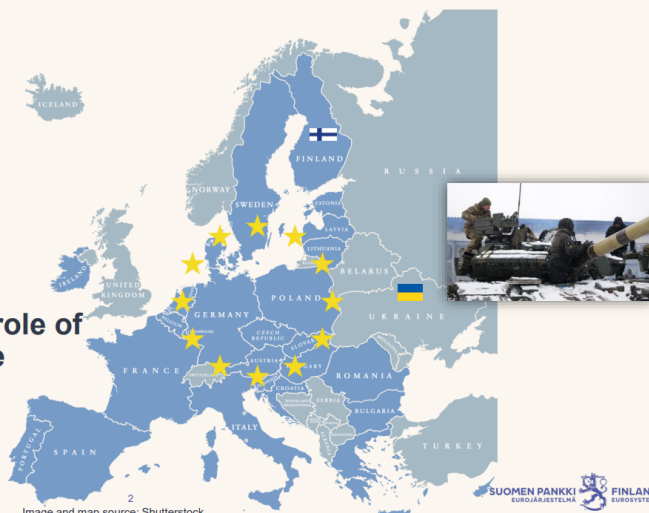 ICELAND
FINLAND
RUSSIA
NORWAY
SWEDEN
ESTONIA
LATVIA
LITHUANIA
IRELAND
UNITED
KINGDOM
BELARUS
POLAND
GERMANY
BELGIUM
UKRAINE
role of
CZECH
REPUBLIC
FRANCE
AUSTRIA
ROMANIA
CROATIA
SERBIA
BULGARIA
ITALY
PORTUGAL
SPAIN
TURKEY
2
Image and map source: Shutterstock
SUOMEN PANKKI
EUROJÄRJESTELMÄ
FINLAN
EUROSYSTE